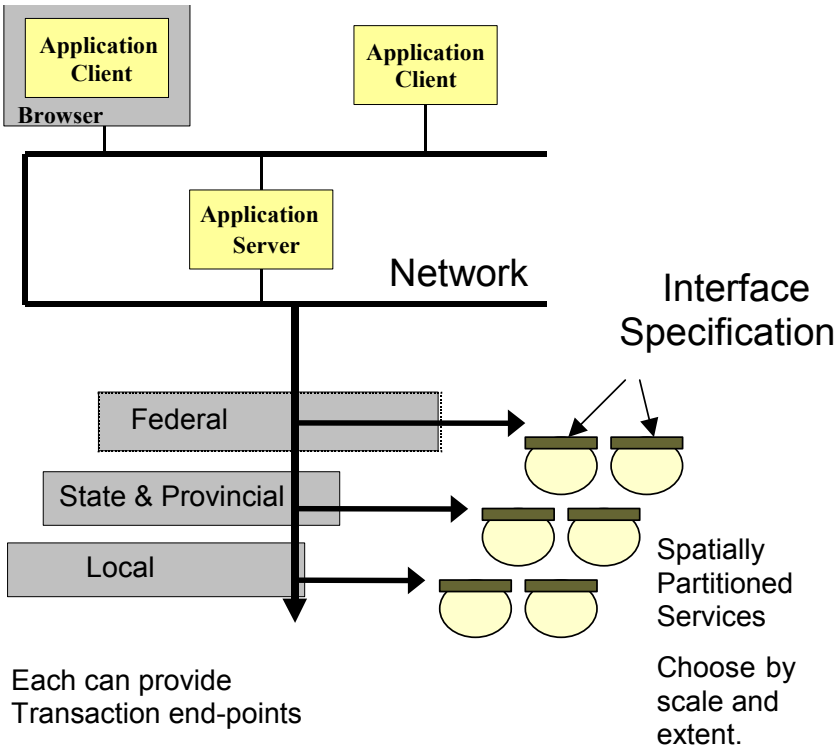 Application
Client
Browser
Application
Client
Application
Server
Network
Interface
Specification
Federal
State & Provincial
Local
Spatially
Partitioned
Services
Choose by
scale and
extent.
Each can provide
Transaction end-points